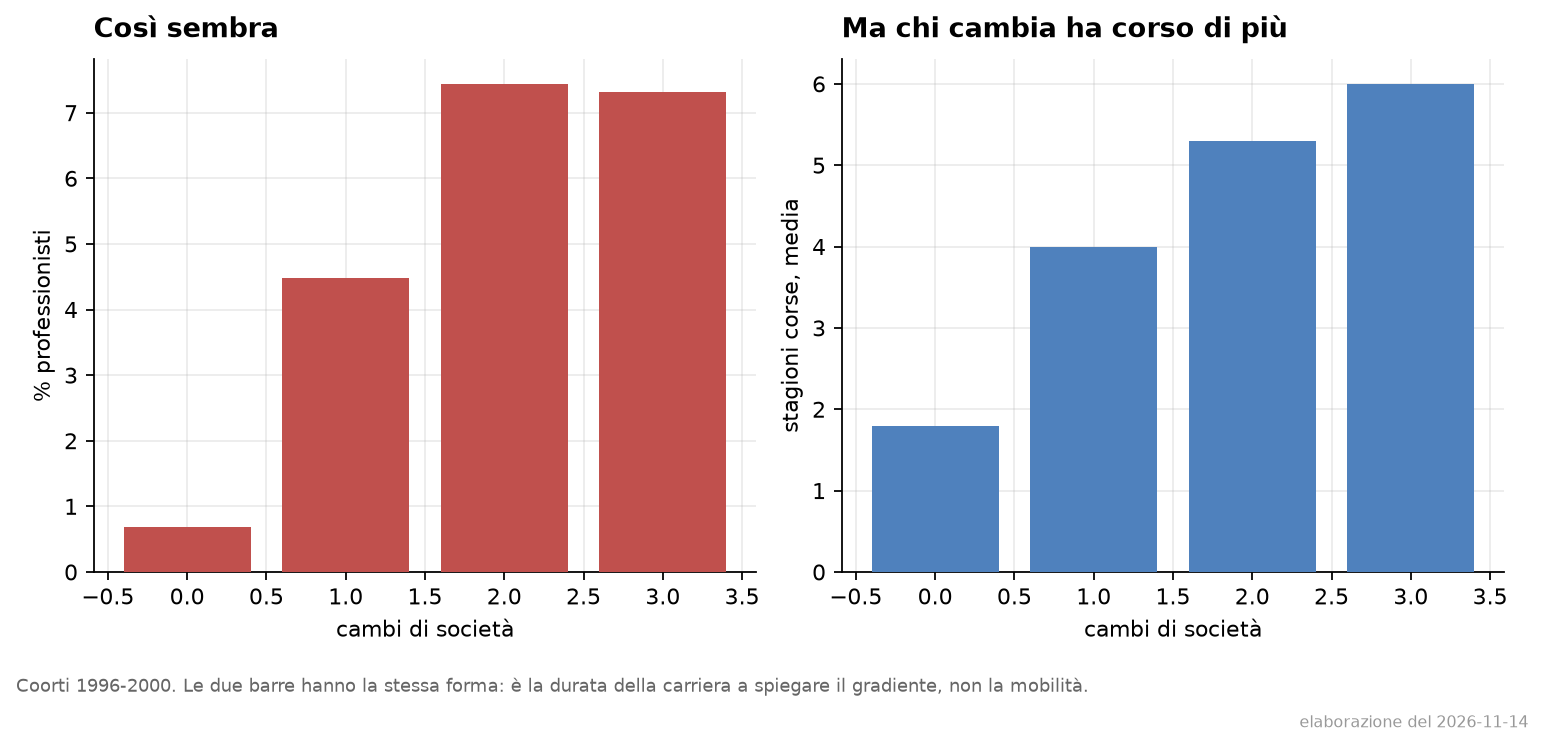 Così sembra
Ma chi cambia ha corso di più
% professionisti
7
6
5
4
3
2
1
0
−0.5 0.0 0.5 1.0 1.5 2.0 2.5 3.0 3.5
cambi di società
stagioni corse, media
6
5
4
3
2
1
0
−0.5 0.0 0.5 1.0 1.5 2.0 2.5 3.0 3.5
cambi di società
Coorti 1996-2000. Le due barre hanno la stessa forma: è la durata della carriera a spiegare il gradiente, non la mobilità.
elaborazione del 2026-11-14